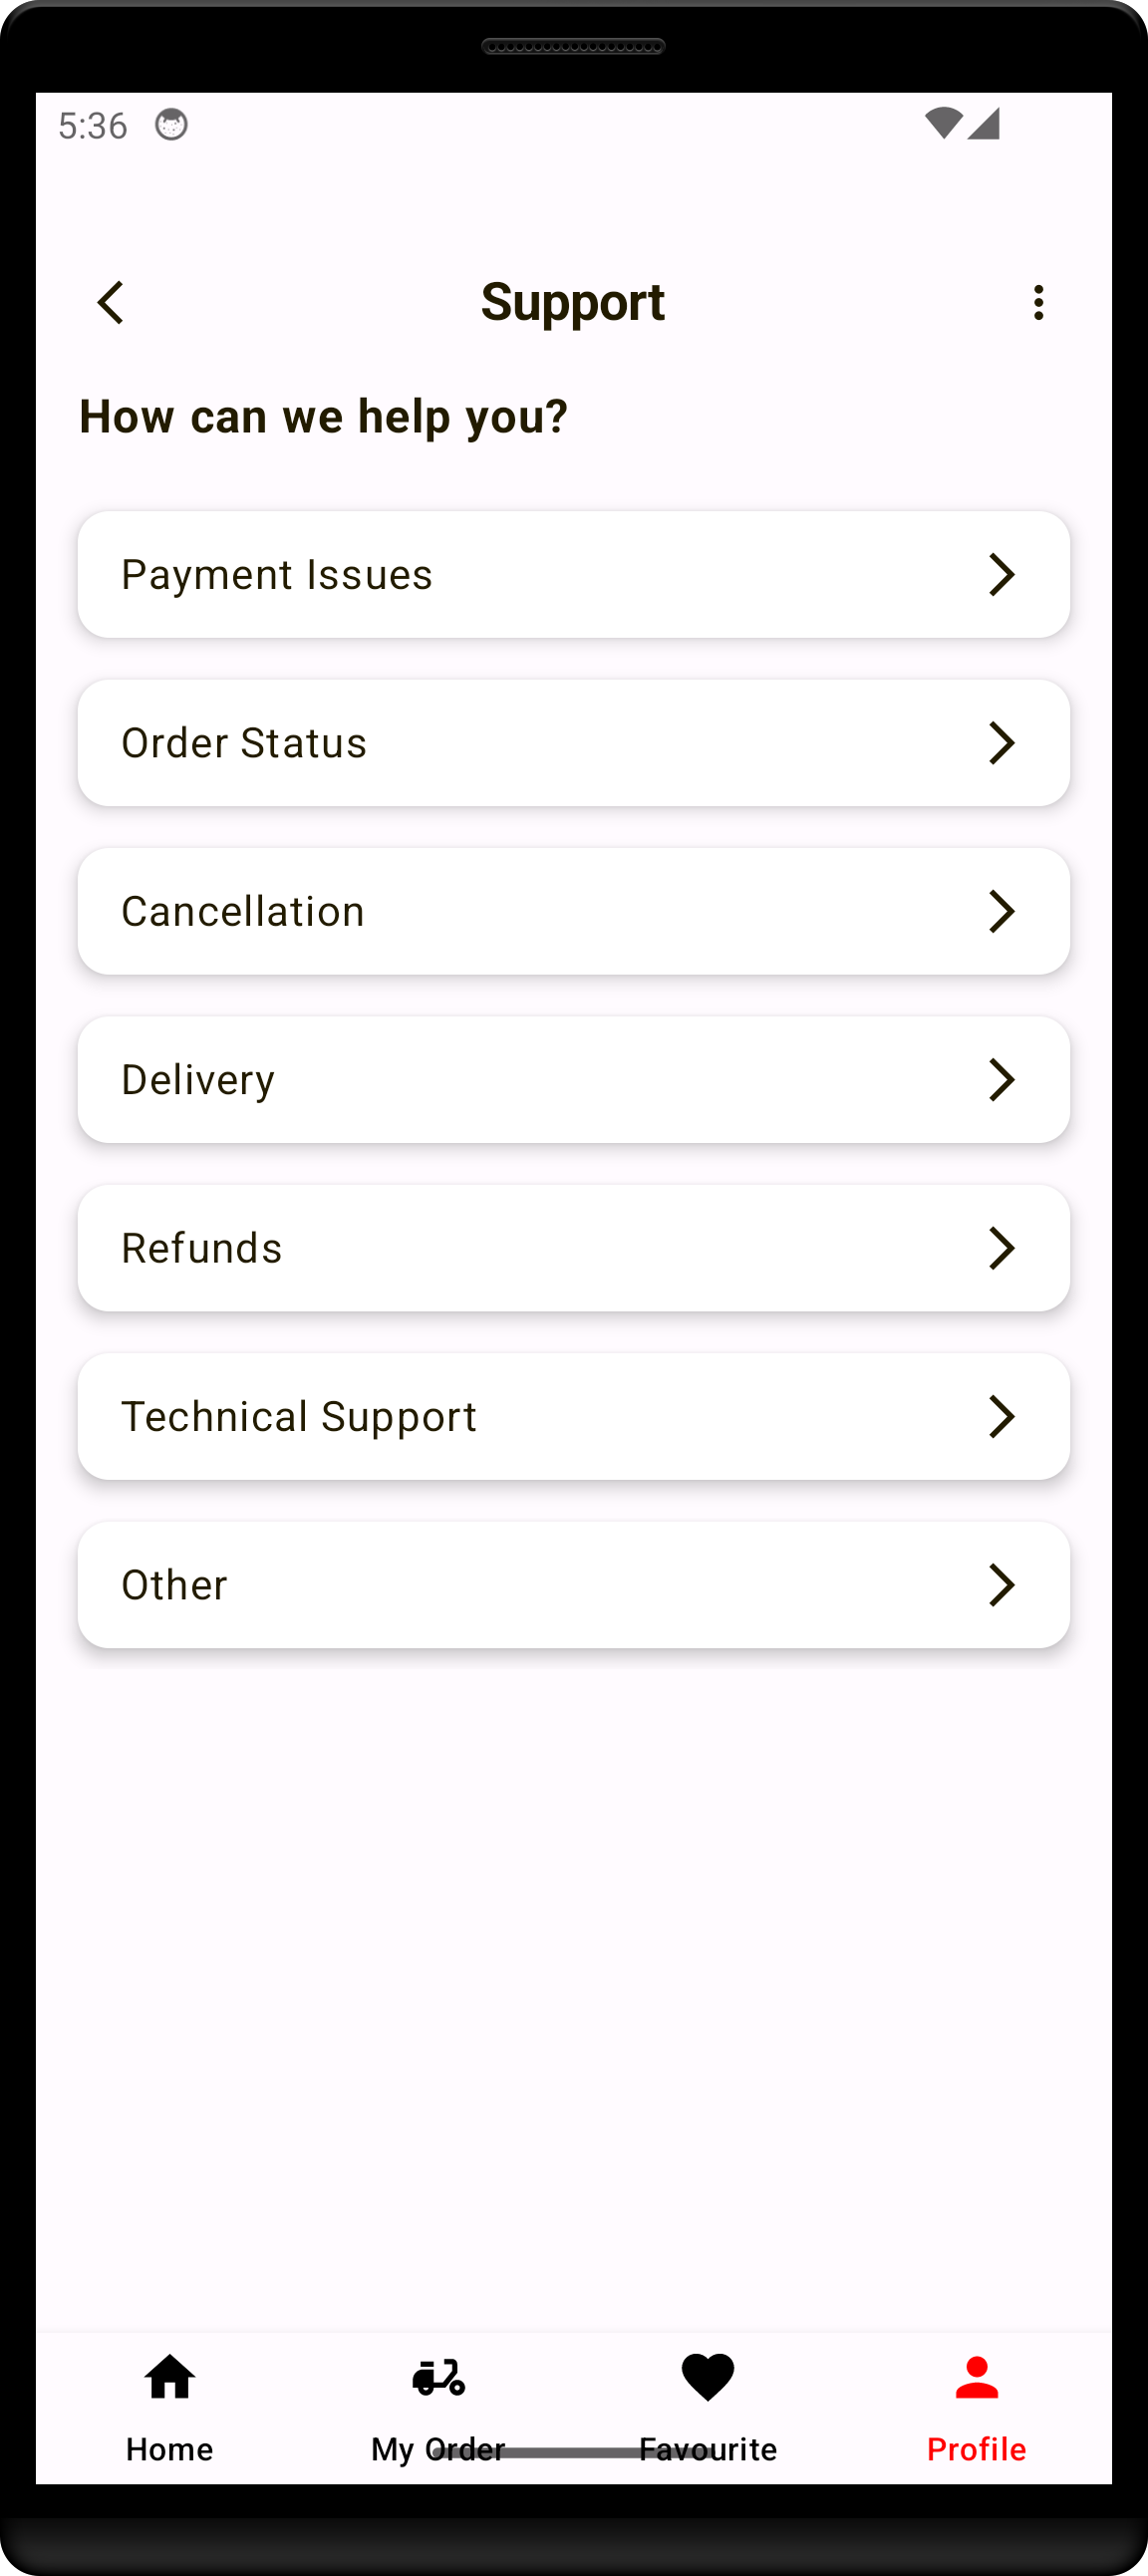 5:36
Support
How can we help you?
Payment Issues
Order Status
Cancellation
Delivery
Refunds
Technical Support
Other
Home
My Order
Favourite
Profile